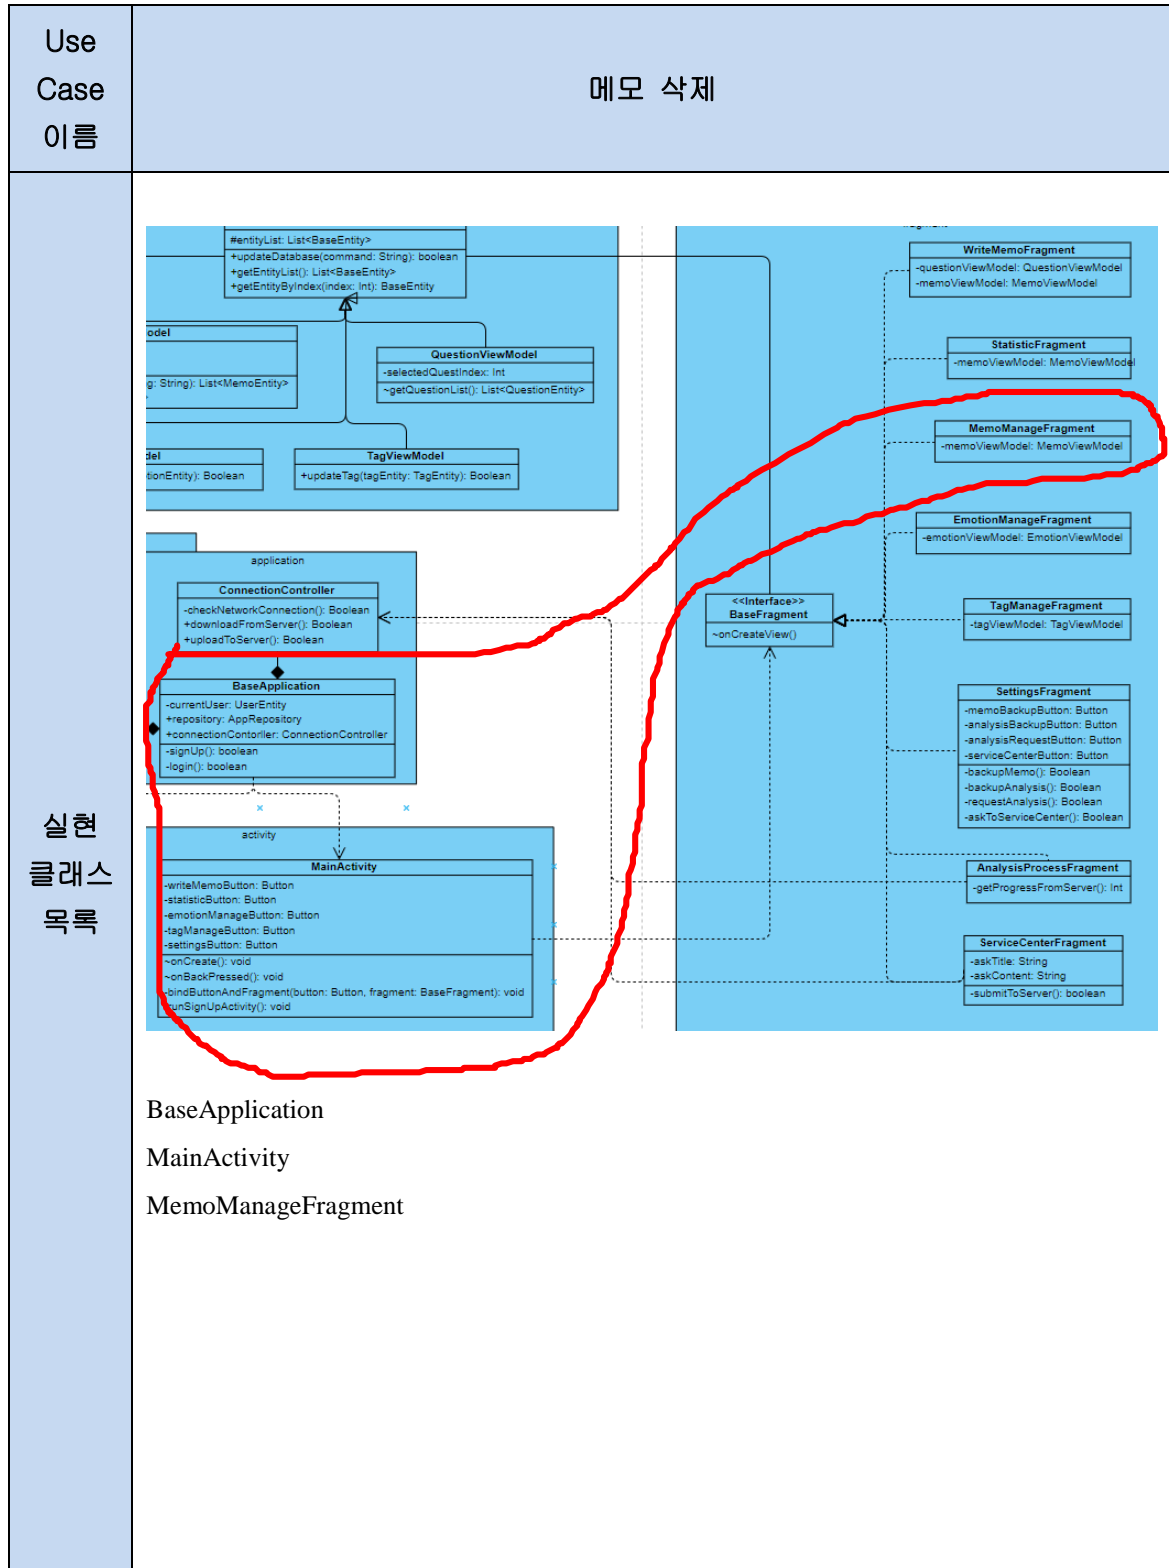 Use
Case
이름
메모 삭제
실현
클래스
목록
#entityList: List<BaseEntity>
+updateDatabase(command: String): boolean
+getEntityList(): List<BaseEntity>
+getEntityByIndex(index: Int): BaseEntity
odel
g: String): List<MemoEntity>
QuestionViewModel
-selectedQuestIndex: Int
~getQuestionList(): List<QuestionEntity>
del
otionEntity): Boolean
TagViewModel
+updateTag(tagEntity: TagEntity): Boolean
application
ConnectionController
-checkNetworkConnection(): Boolean
+downloadFromServer(): Boolean
+uploadToServer(): Boolean
BaseApplication
-currentUser: UserEntity
+repository: AppRepository
+connectionContorller: ConnectionController
-signUp(): boolean
-login(): boolean
activity
MainActivity
-writeMemoButton: Button
-statisticButton: Button
-emotionManageButton: Button
-tagManageButton: Button
-settingsButton: Button
~onCreate(): void
~onBackPressed(): void
-bindButtonAndFragment(button: Button, fragment: BaseFragment): void
-runSignUpActivity(): void
<<Interface>>
BaseFragment
~onCreateView()
WriteMemoFragment
-questionViewModel: QuestionViewModel
-memoViewModel: MemoViewModel
StatisticFragment
-memoViewModel: MemoViewModel
MemoManageFragment
-memoViewModel: MemoViewModel
EmotionManageFragment
-emotionViewModel: EmotionViewModel
TagManageFragment
-tagViewModel: TagViewModel
SettingsFragment
-memoBackupButton: Button
-analysisBackupButton: Button
-analysisRequestButton: Button
-serviceCenterButton: Button
-backupMemo(): Boolean
-backupAnalysis(): Boolean
-requestAnalysis(): Boolean
-askToServiceCenter(): Boolean
AnalysisProcessFragment
-getProgressFromServer(): Int
ServiceCenterFragment
-askTitle: String
-askContent: String
-submitToServer(): boolean
BaseApplication
MainActivity
MemoManageFragment